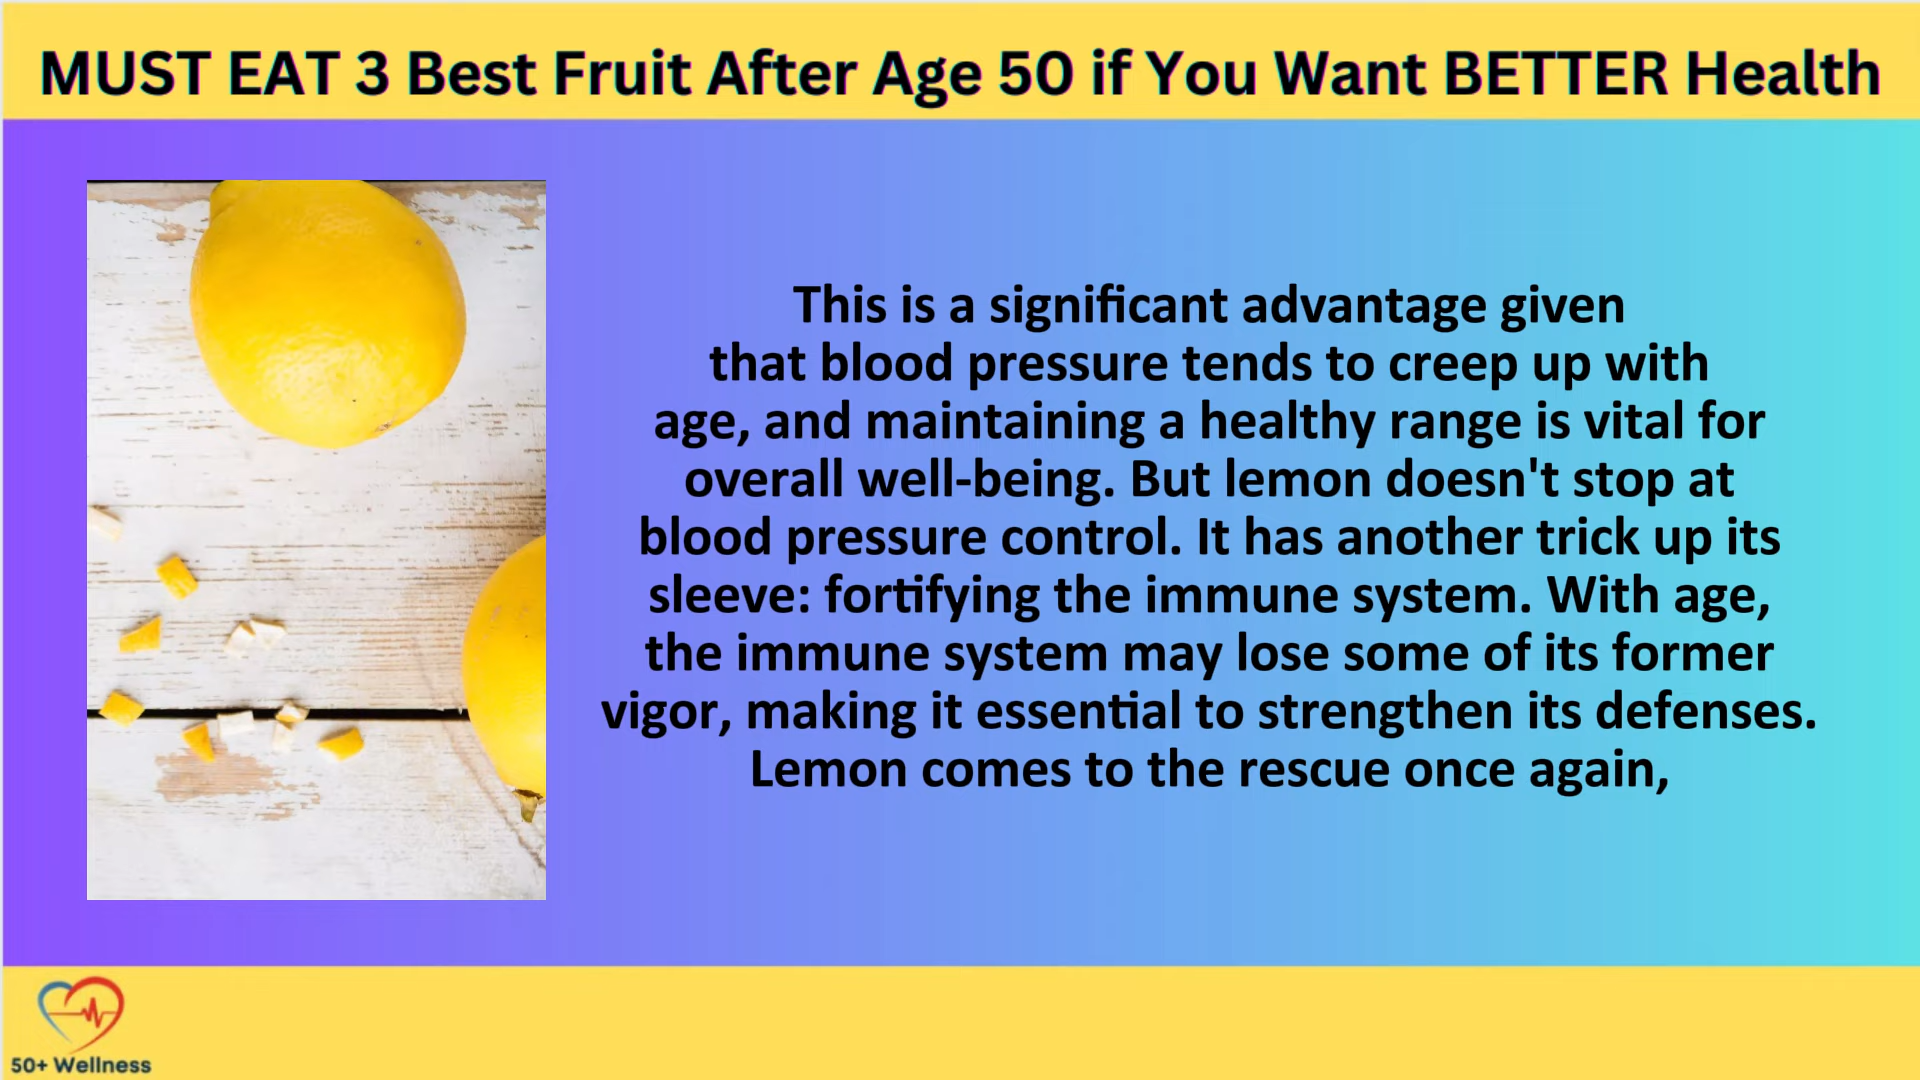 MUST EAT 3 Best Fruit After Age 50 if You Want BETTER Health
This is a significant advantage given
that blood pressure tends to creep up with
age, and maintaining a healthy range is vital for
overall well-being. But lemon doesn't stop at
blood pressure control. It has another trick up its
sleeve: fortifying the immune system. With age,
the immune system may lose some of its former
vigor, making it essential to strengthen its defenses.
Lemon comes to the rescue once again,
50+ Wellness